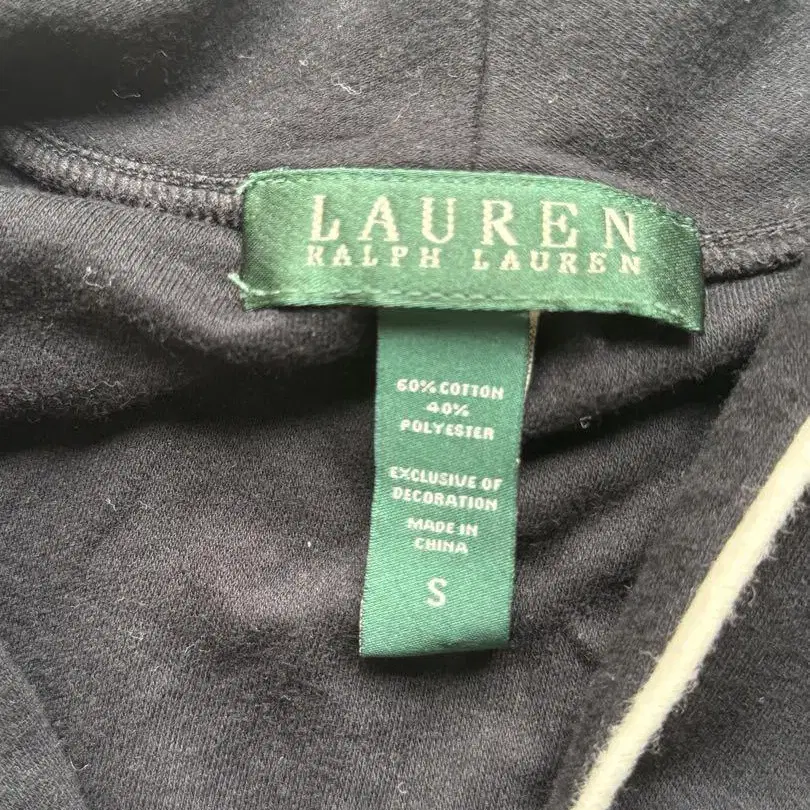 LAUREN
RALPH LAUREN
60% COTTON
40%
POLYESTER
EXCLUSIVE OF
DECORATION
MADE IN
CHINA
S